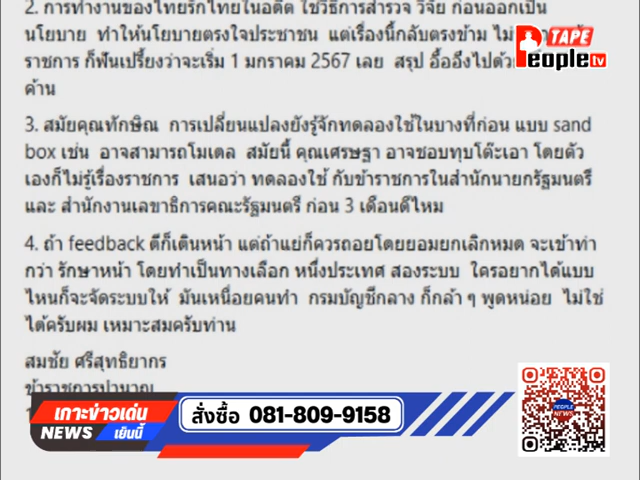 2. การทำงานของไทยรักไทยในอดีต ใช้วิธีการสำรวจ วิจัย ก่อนออกเป็น
นโยบาย ทำให้นโยบายตรงใจประชาชน แต่เรื่องนี้กลับตรงข้าม
ราชการ ก็ฟันเปรี้ยงว่าจะเริ่ม 1 มกราคม 2567 เลย สรุป อื้ออึงไปด้วย
ค้าน
TAPE
People tv
3. สมัยคุณทักษิณ การเปลี่ยนแปลงยังรู้จักทดลองใช้ในบางที่ก่อน แบบ sand
box เช่น อาจสามารถโมเดล สมัยนี้ คุณเศรษฐา อาจชอบทุบโต๊ะเอา โดยตัว
เองก็ไม่รู้เรื่องราชการ เสนอว่า ทดลองใช้ กับข้าราชการในสำนักนายกรัฐมนตรี
และ สำนักงานเลขาธิการคณะรัฐมนตรี ก่อน 3 เดือนดีไหม
4. ถ้า feedback ดีก็เดินหน้า แต่ถ้าแย่ก็ควรถอยโดยยอมยกเลิกหมด จะเข้าท่า
กว่า รักษาหน้า โดยทำเป็นทางเลือก หนึ่งประเทศ สองระบบ ใครอยากได้แบบ
ไหนก็จะจัดระบบให้ มันเหนื่อยคนทำ กรมบัญชีกลาง ก็กล้า ๆ พูดหน่อย ไม่ใช่
ได้ครับผม เหมาะสมครับท่าน
สมชัย ศรีสุทธิยากร
ข้าราชการบำนาญ
เกาะข่าวเด่น
NEWS เย็นนี้
สั่งซื้อ 081-809-9158
PEOPLE
NEWS